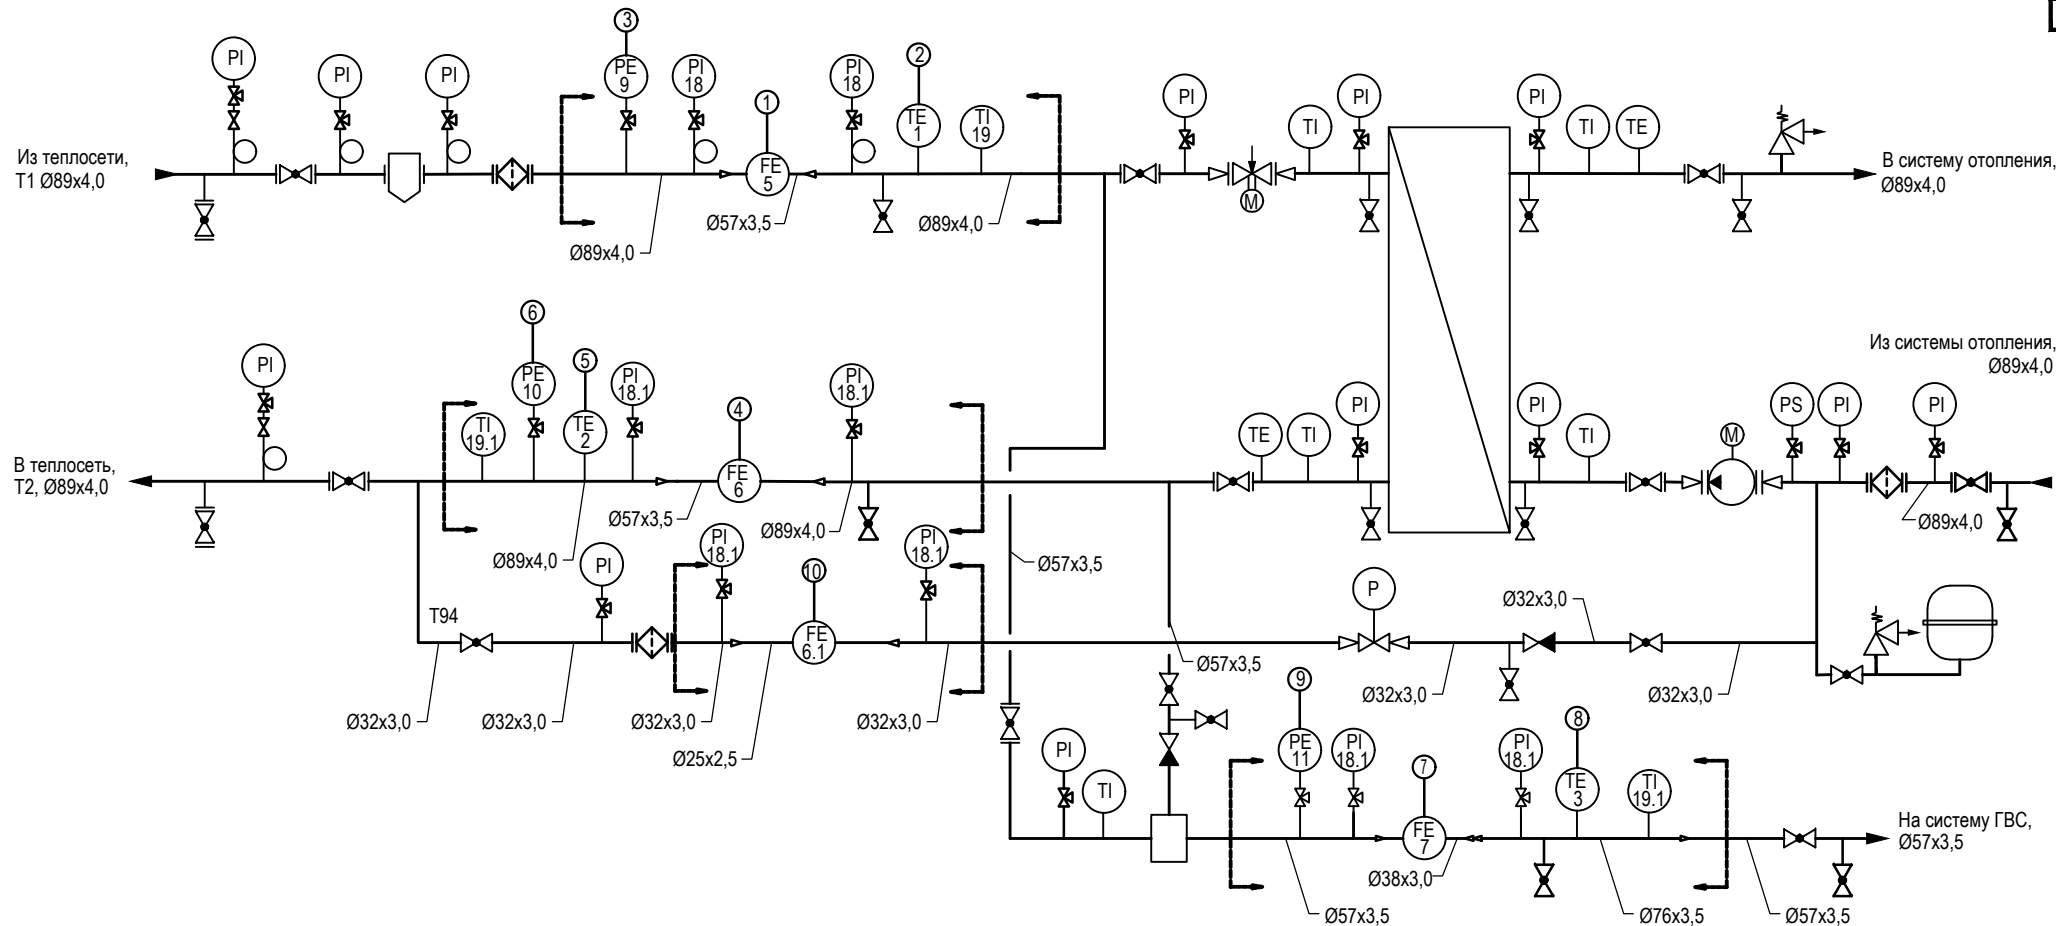 3
2
PI
PI
PI
PE
9
PI
18
PI
18
1
TE
1
TI
19
PI
PI
PI
TI
TI
TE
Из теплосети,
Т1 Ø89x4,0
FE
5
M
В систему отопления,
Ø89x4,0
Ø57x3,5
Ø89x4,0
Ø89x4,0
6
5
4
PI
PE
10
PI
18.1
PI
18.1
Из системы отопления,
Ø89x4,0
TI
19.1
TE
2
TE
TI
PI
PI
TI
M
PS
PI
PI
В теплосеть,
Т2, Ø89x4,0
FE
6
Ø57x3,5
Ø89x4,0
Ø89x4,0
Ø89x4,0
PI
PI
18.1
10
PI
18.1
Ø57x3,5
P
Ø32x3,0
T94
FE
6.1
Ø57x3,5
Ø32x3,0
Ø32x3,0
Ø32x3,0
Ø32x3,0
Ø32x3,0
Ø32x3,0
Ø25x2,5
9
8
7
PI
TI
PE
11
PI
18.1
PI
18.1
TE
3
TI
19.1
FE
7
На систему ГВС,
Ø57x3,5
Ø38x3,0
Ø57x3,5
Ø76x3,5
Ø57x3,5